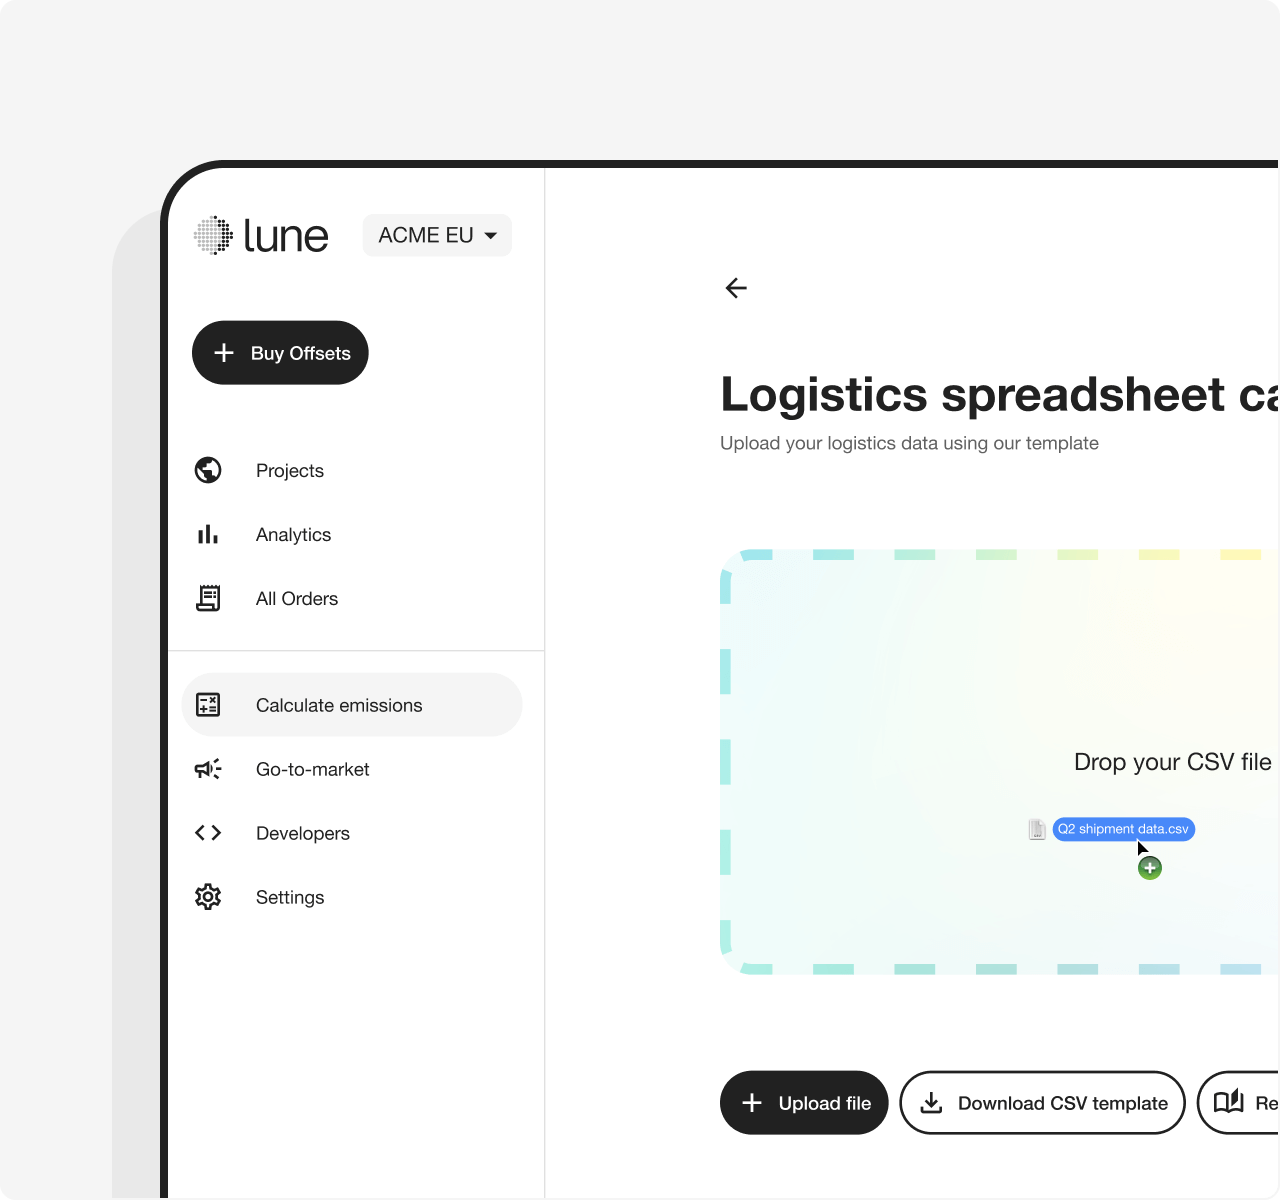 lune
ACME EU
Buy Offsets
Projects
Analytics
All Orders
Calculate emissions
Go-to-market
Developers
Settings
Logistics spreadsheet ca
Upload your logistics data using our template
Drop your CSV file
Q2 shipment data.csv
Upload file
Download CSV template
Re